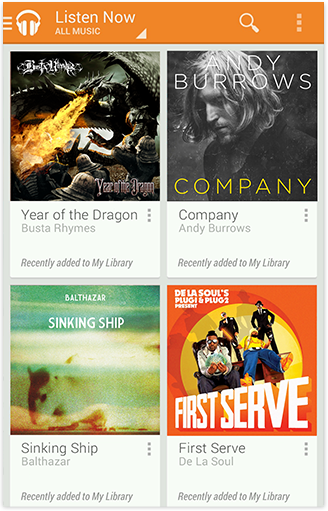 Listen Now
ALL MUSIC
Busta Rhymes
Year of the Dragon
Year of the Dragon
Busta Rhymes
Recently added to My Library
ANDY
BURROWS
COMPANY
Company
Andy Burrows
Recently added to My Library
BALTHAZAR
SINKING SHIP
Sinking Ship
Balthazar
Recently added to My Library
DE LA SOUL'S
PLUG1 & PLUG2
PRESENT
FIRST SERVE
First Serve
De La Soul
Recently added to My Library